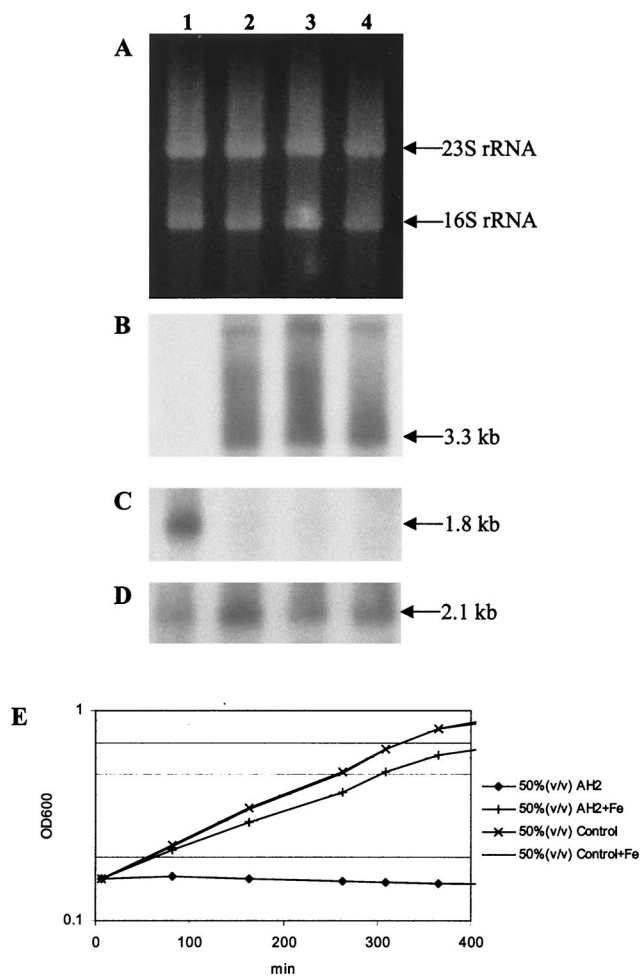 1 2 3 4
A
23S rRNA
16S rRNA
B
3.3 kb
C
1.8 kb
D
2.1 kb
E
1
OD600
0.1
0 100 200 300 400
min
50%(v/v) AH2
50%(v/v) AH2+Fe
50%(v/v) Control
50%(v/v) Control+Fe